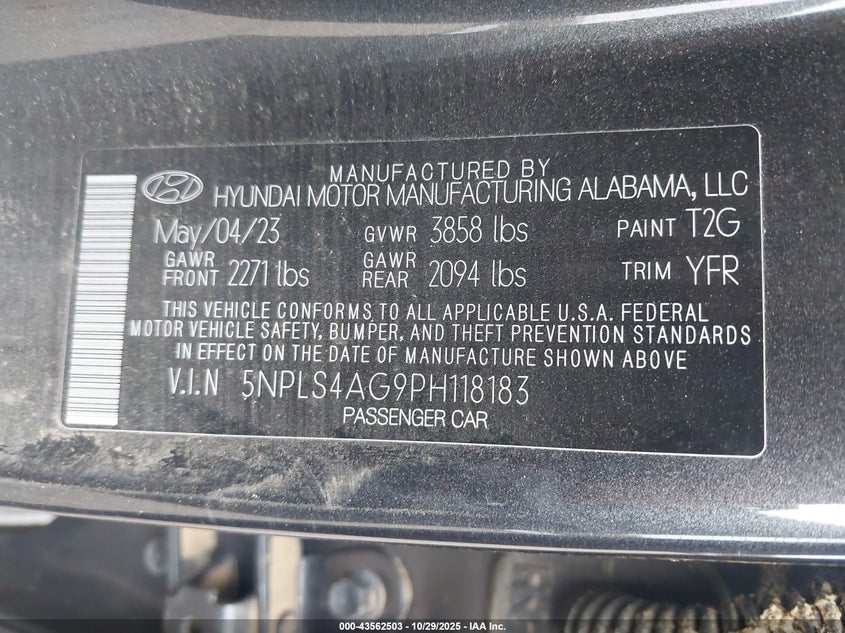 MANUFACTURED BY
HYUNDAI MOTOR MANUFACTURING ALABAMA, LLC
May/04/23 GVWR 3858 lbs PAINT T2G
GAWR FRONT 2271 lbs GAWR REAR 2094 lbs TRIM YFR
THIS VEHICLE CONFORMS TO ALL APPLICABLE U.S.A. FEDERAL
MOTOR VEHICLE SAFETY, BUMPER, AND THEFT PREVENTION STANDARDS
IN EFFECT ON THE DATE OF MANUFACTURE SHOWN ABOVE
V.I.N 5NPLS4AG9PH118183
PASSENGER CAR
000-43562503 - 10/29/2025 - IAA Inc.